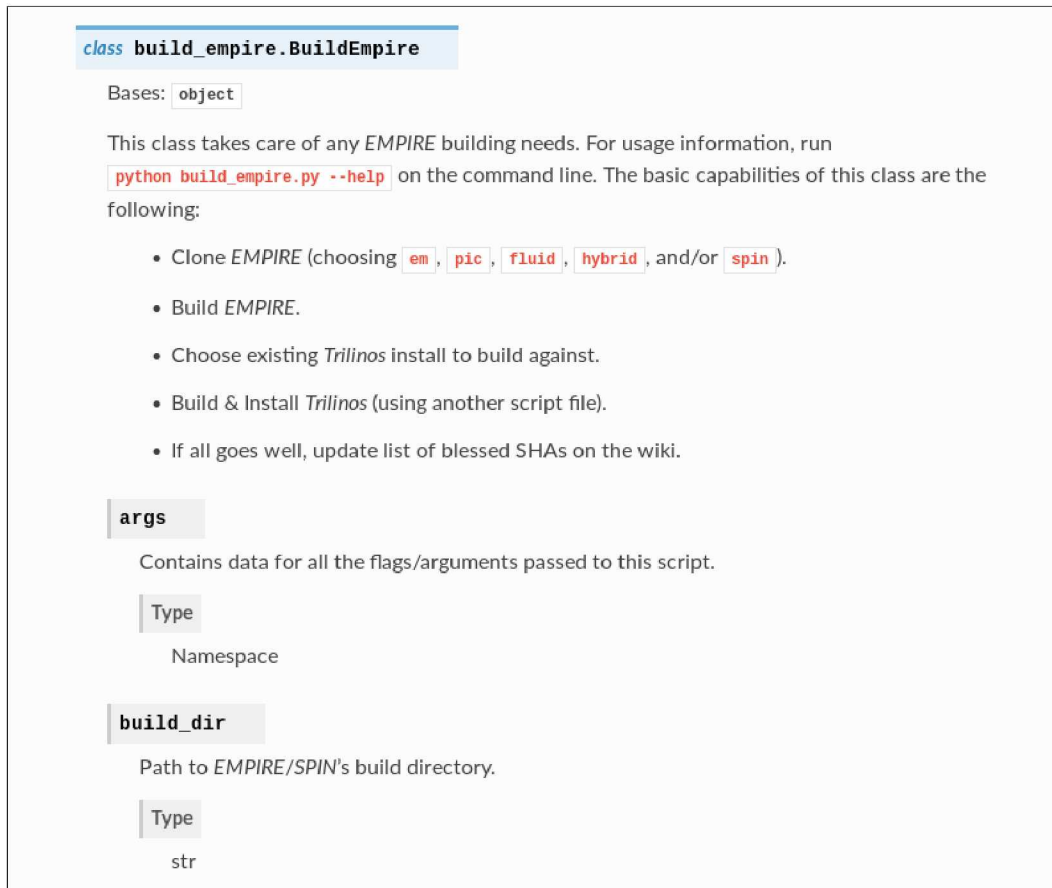 class build_empire.BuildEmpire
Bases: object
This class takes care of any EMPIRE building needs. For usage information, run
python build_empire.py --help on the command line. The basic capabilities of this class are the
following:
• Clone EMPIRE (choosing em, pic, fluid, hybrid, and/or spin).
• Build EMPIRE.
• Choose existing Trilinos install to build against.
• Build & Install Trilinos (using another script file).
• If all goes well, update list of blessed SHAs on the wiki.
args
Contains data for all the flags/arguments passed to this script.
Type
Namespace
build_dir
Path to EMPIRE/SPIN's build directory.
Type
str